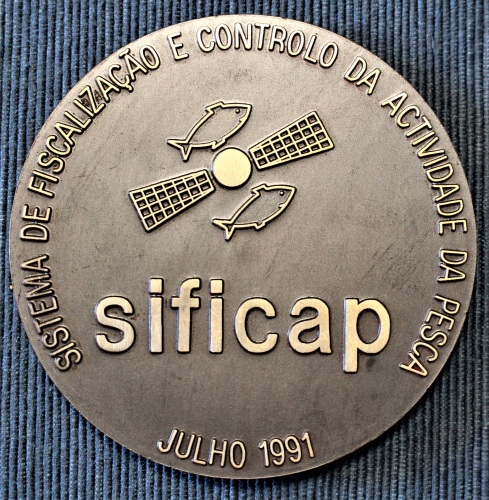 SISTEMA DE FISCALIZAÇÃO E CONTROLO DA ACTIVIDADE DA PESCA
sificap
JULHO 1991